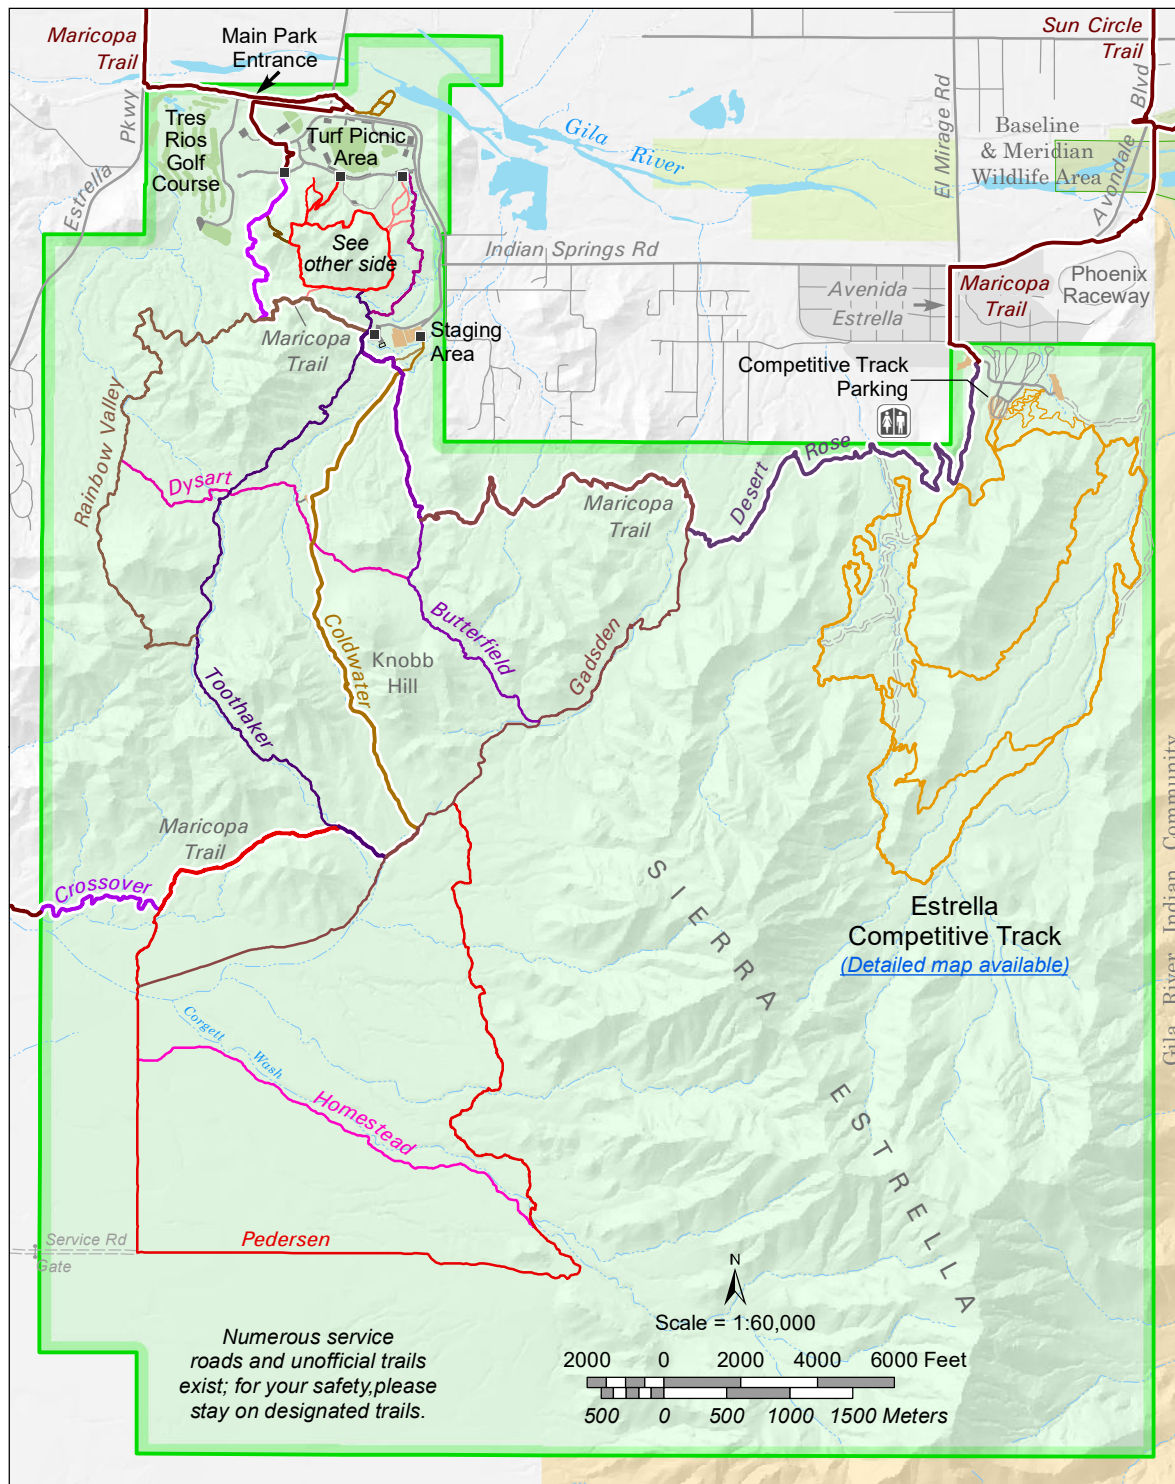 Maricopa
Trail
Main Park
Entrance
Sun Circle
Trail
Pkwy
Estrella
Tres
Rios
Golf
Course
Turf Picnic
Area
Gila River
El Mirage Rd
Baseline
& Meridian
Wildlife Area
Avondale Blvd
See
other side
Indian Springs Rd
Avenida
Estrella
Maricopa
Trail
Phoenix
Raceway
Maricopa
Trail
Staging
Area
Competitive Track
Parking
Rainbow Valley
Dysart
Maricopa
Trail
Desert Rose
Coldwater
Butterfield
Knobb
Hill
Gadsden
Toothaker
Maricopa
Trail
Crossover
SIERRA
ESTRELLA
Estrella
Competitive Track
(Detailed map available)
Gila River Indian Community
Corgett Wash
Homestead
Service Rd
Gate
Pedersen
N
Scale = 1:60,000
2000 0 2000 4000 6000 Feet
500 0 500 1000 1500 Meters
Numerous service
roads and unofficial trails
exist; for your safety,please
stay on designated trails.